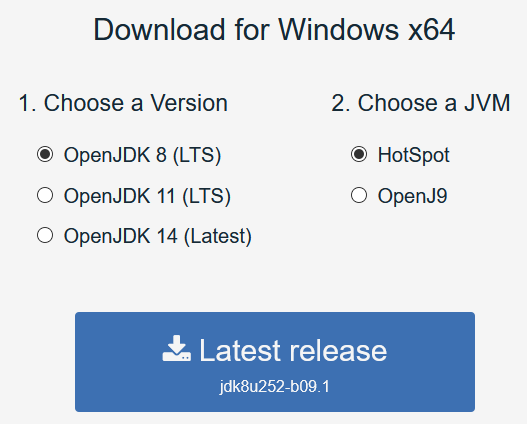 Download for Windows x64
1. Choose a Version
2. Choose a JVM
OpenJDK 8 (LTS)
HotSpot
OpenJDK 11 (LTS)
OpenJ9
OpenJDK 14 (Latest)
Latest release
jdk8u252-b09.1